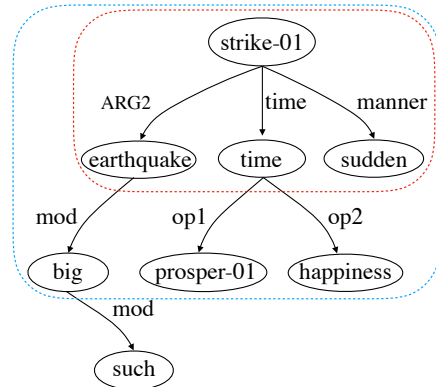 strike-01
ARG2 time manner
earthquake time sudden
mod op1 op2
big prosper-01 happiness
mod
such